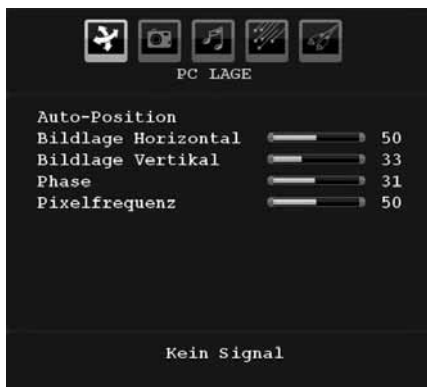 PC LAGE
Auto-Position
Bildlage Horizontal 50
Bildlage Vertikal 33
Phase 31
Pixelfrequenz 50
Kein Signal